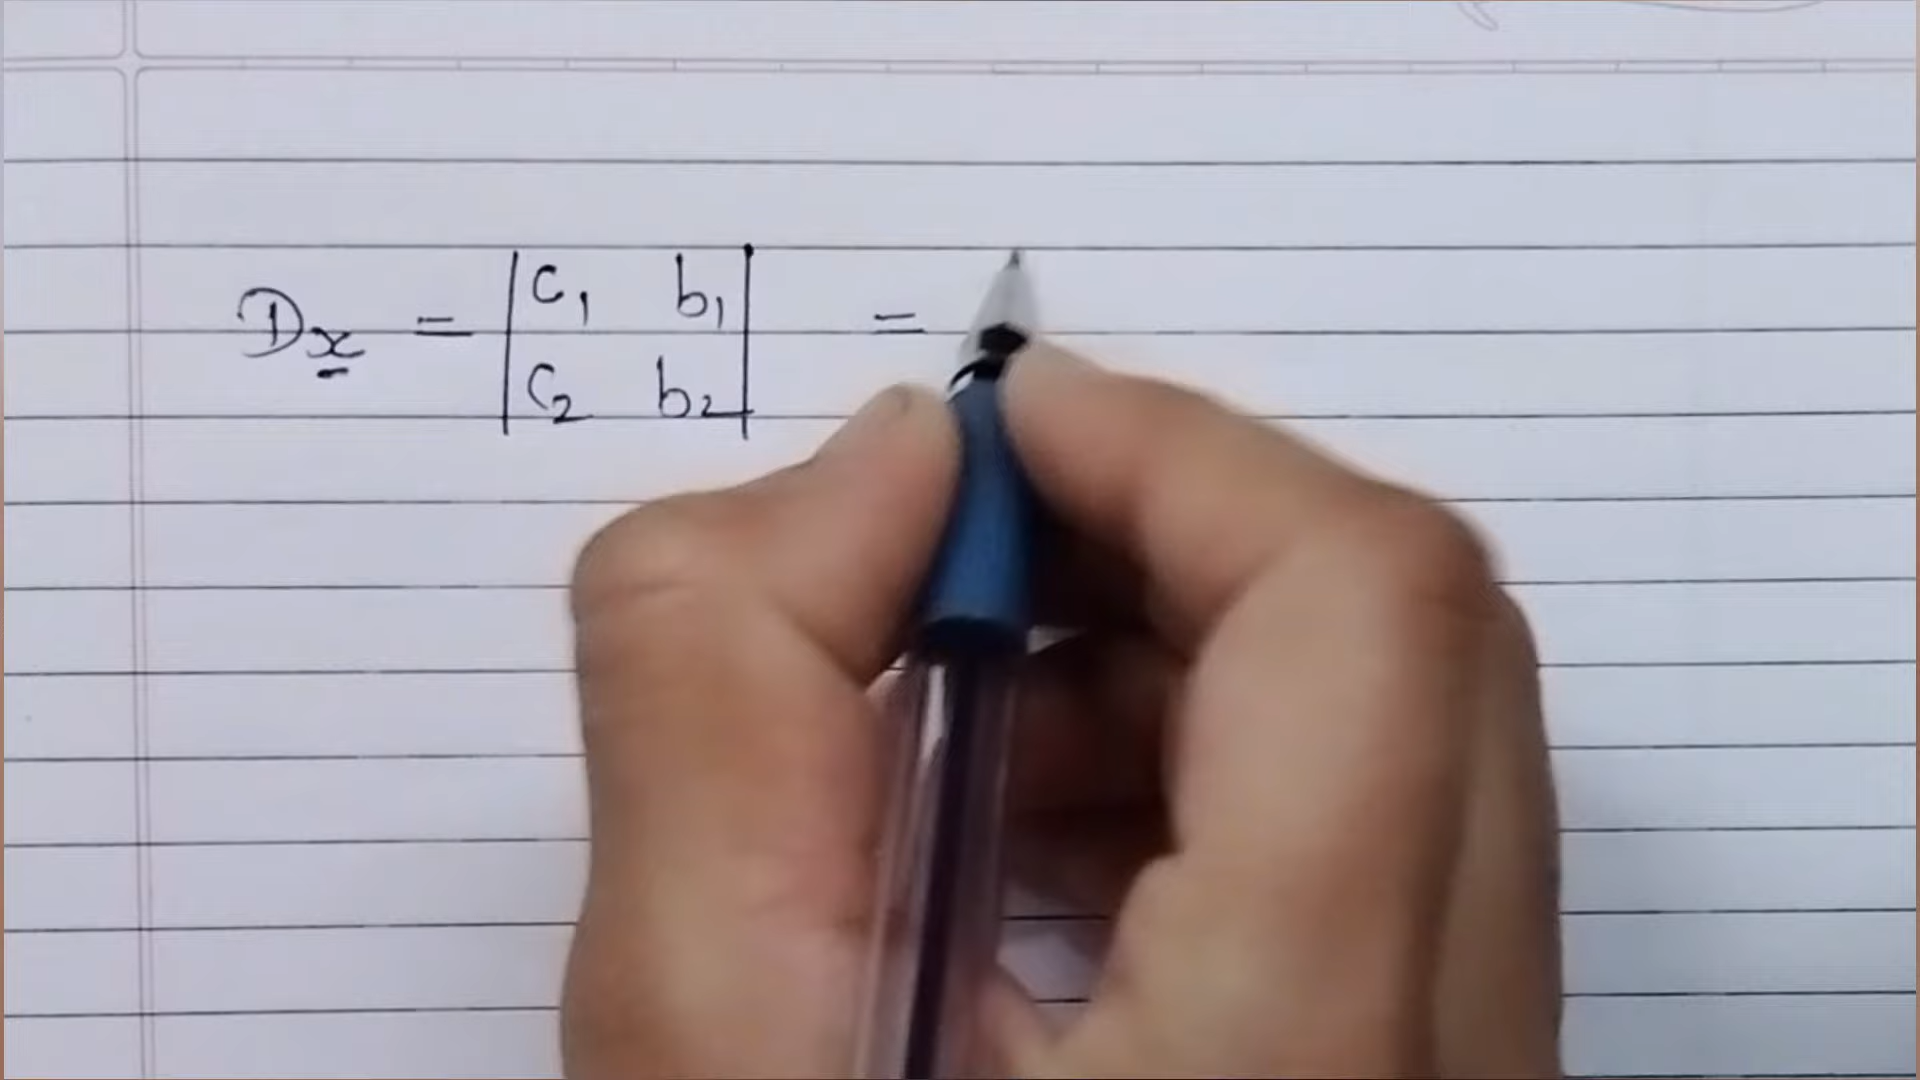 Dx = | c1 b1 | =
| c2 b2 |